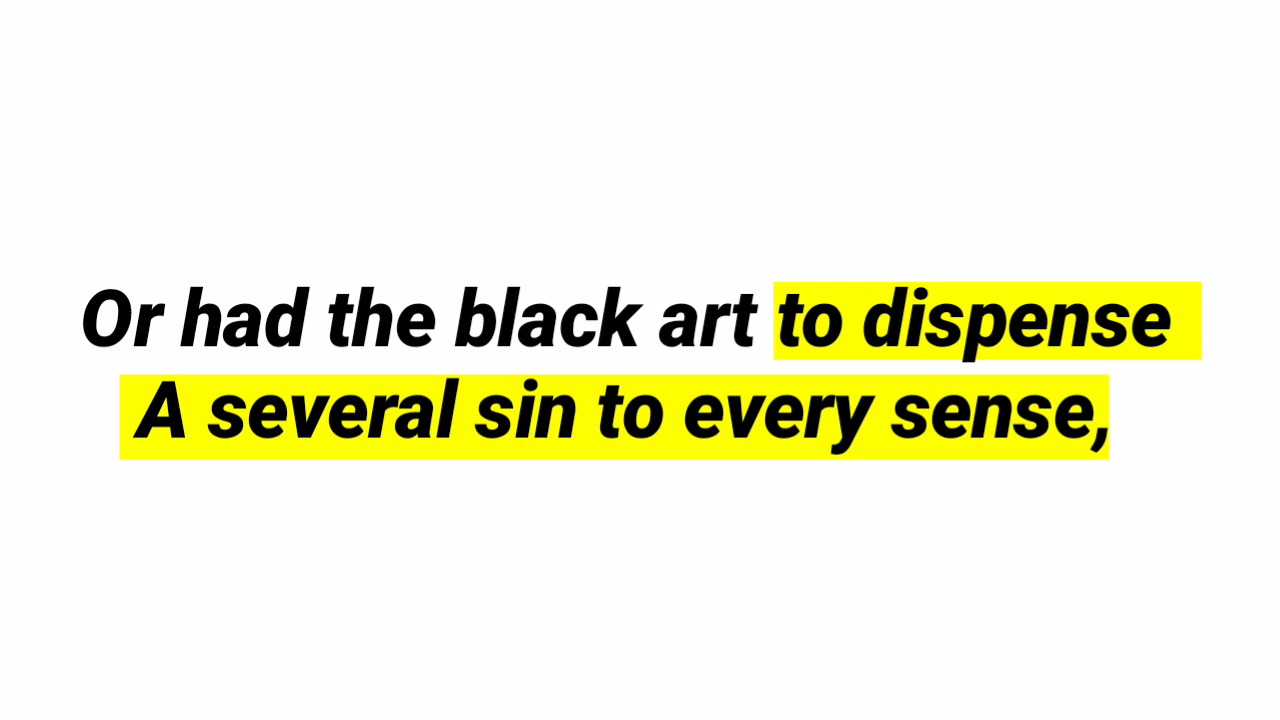 Or had the black art to dispense
A several sin to every sense,